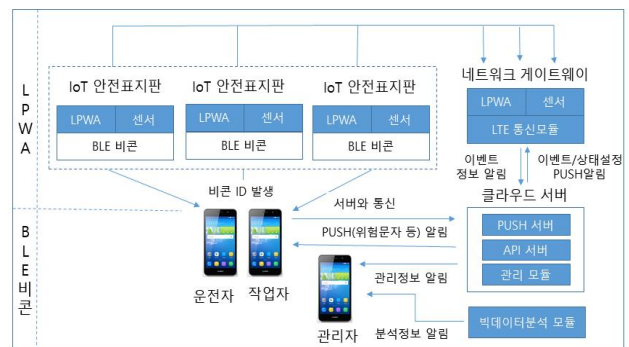 L
P
W
A
IoT 안전표지판
LPWA
센서
BLE 비콘
IoT 안전표지판
LPWA
센서
BLE 비콘
IoT 안전표지판
LPWA
센서
BLE 비콘
네트워크 게이트웨이
LPWA
센서
LTE 통신모듈
이벤트
정보 알림
이벤트/상태설정
PUSH알림
B
L
E
비
콘
비콘 ID 발생
운전자
작업자
서버와 통신
PUSH(위험문자 등) 알림
클라우드 서버
PUSH 서버
API 서버
관리 모듈
관리정보 알림
관리자
분석정보 알림
빅데이터분석 모듈